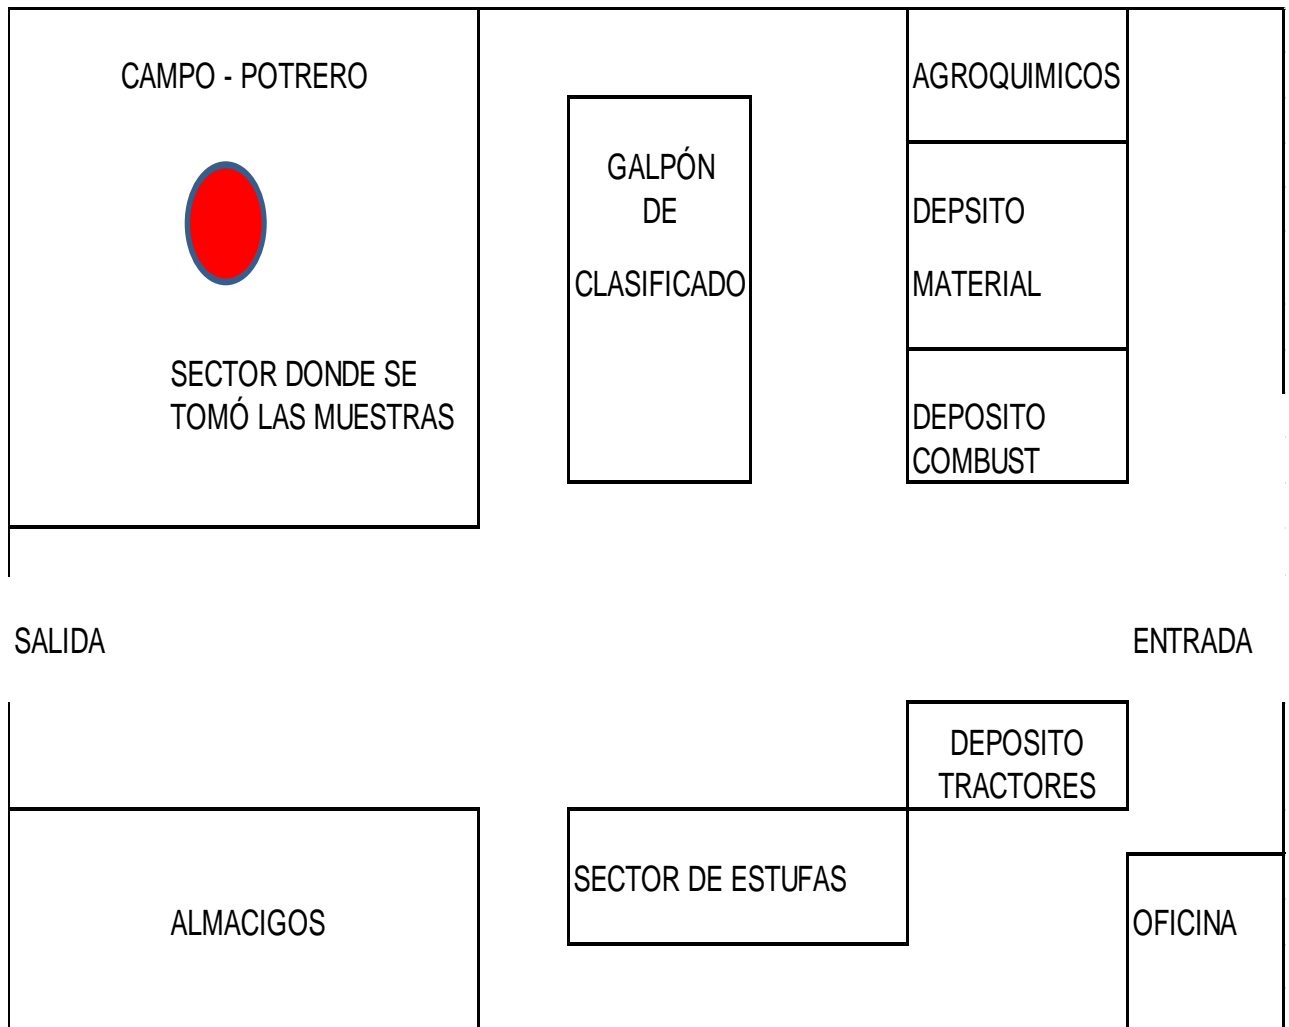 CAMPO - POTRERO
SECTOR DONDE SE
TOMÓ LAS MUESTRAS
GALPÓN
DE
CLASIFICADO
AGROQUIMICOS
DEPSITO
MATERIAL
DEPOSITO
COMBUST
SALIDA
ENTRADA
DEPOSITO
TRACTORES
ALMACIGOS
SECTOR DE ESTUFAS
OFICINA